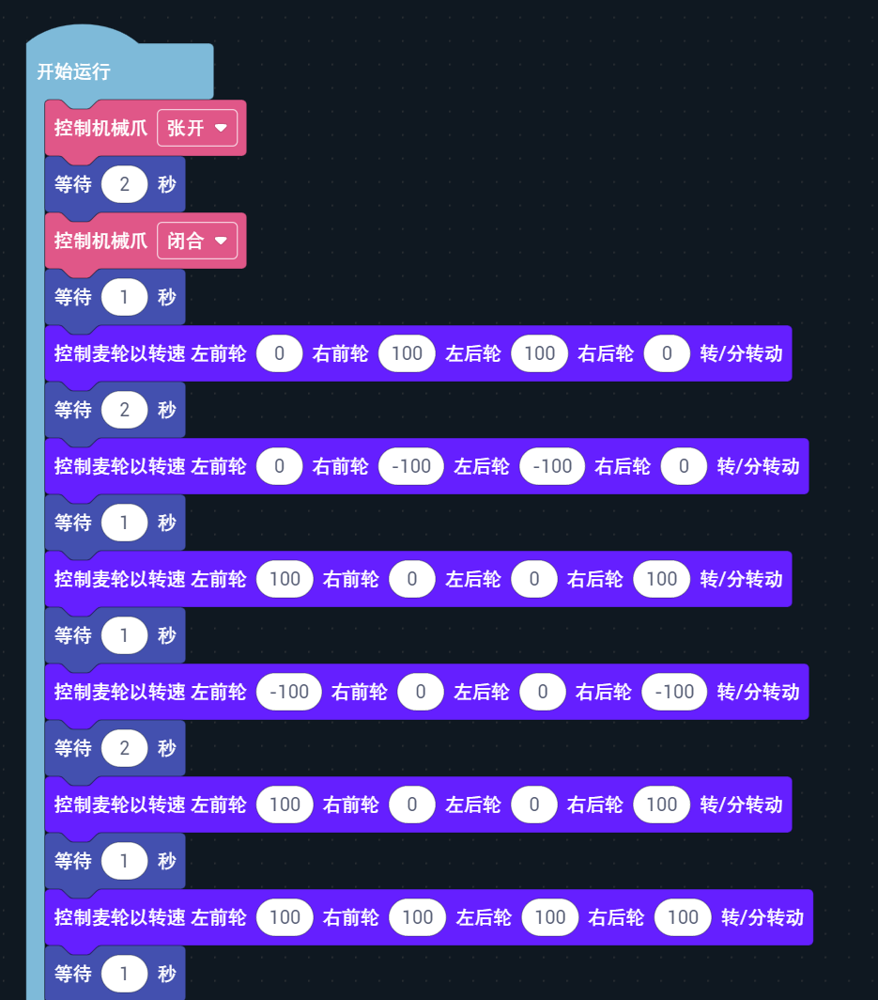 开始运行
控制机械爪 张开
等待 2 秒
控制机械爪 闭合
等待 1 秒
控制麦轮以转速 左前轮 0 右前轮 100 左后轮 100 右后轮 0 转/分转动
等待 2 秒
控制麦轮以转速 左前轮 0 右前轮 -100 左后轮 -100 右后轮 0 转/分转动
等待 1 秒
控制麦轮以转速 左前轮 100 右前轮 0 左后轮 0 右后轮 100 转/分转动
等待 1 秒
控制麦轮以转速 左前轮 -100 右前轮 0 左后轮 0 右后轮 -100 转/分转动
等待 2 秒
控制麦轮以转速 左前轮 100 右前轮 0 左后轮 0 右后轮 100 转/分转动
等待 1 秒
控制麦轮以转速 左前轮 100 右前轮 100 左后轮 100 右后轮 100 转/分转动
等待 1 秒